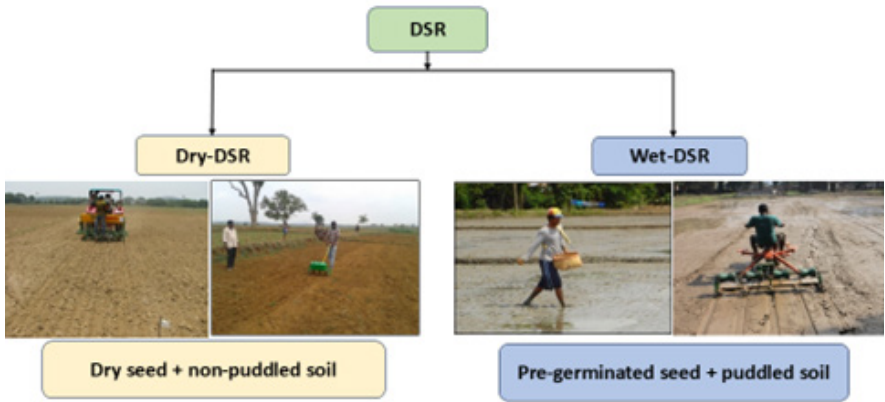 DSR
Dry-DSR
Wet-DSR
Dry seed + non-puddled soil
Pre-germinated seed + puddled soil